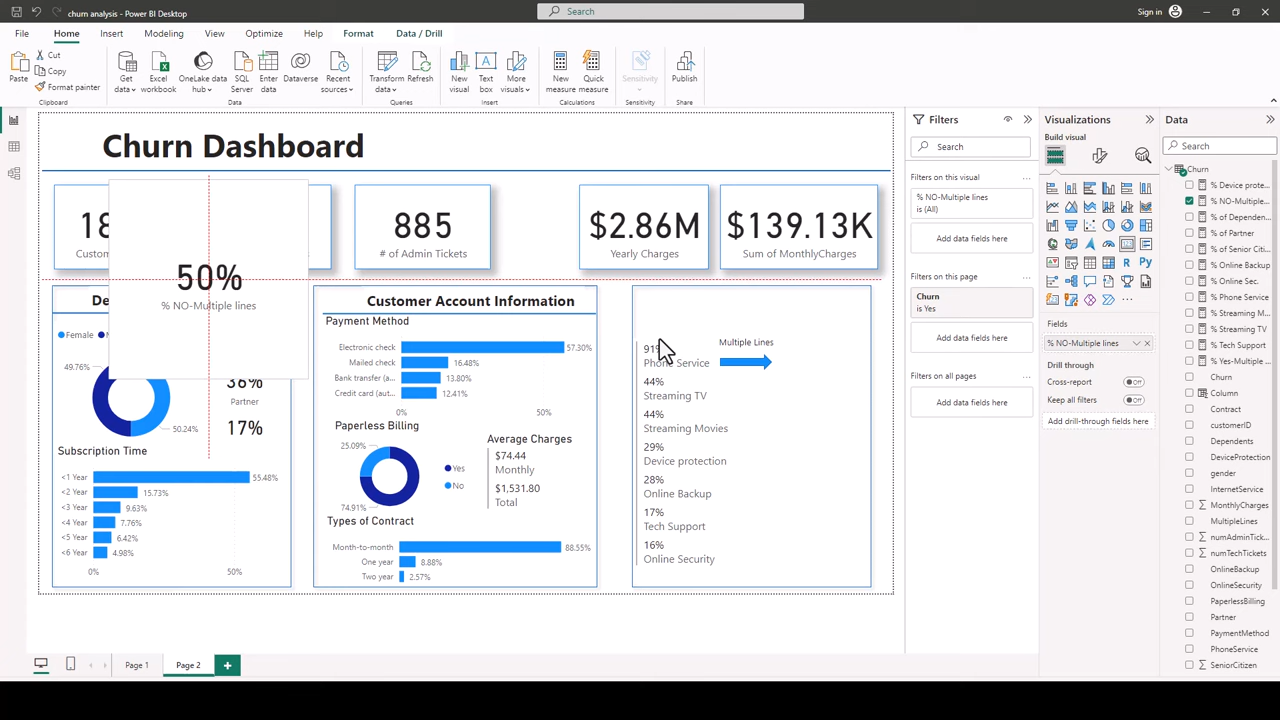 churn analysis - Power BI Desktop
Search
Sign in
File
Home
Insert
Modeling
View
Optimize
Help
Format
Data / Drill
Paste
Cut
Copy
Format painter
Get data
Excel workbook
OneLake data hub
SQL Server
Enter data
Dataverse
Recent sources
Transform data
Refresh
New visual
Text box
More visuals
New measure
Quick measure
Sensitivity
Publish
Clipboard
Data
Queries
Insert
Calculations
Sensitivity
Share
Churn Dashboard
18
Custom
50%
% NO-Multiple lines
885
# of Admin Tickets
$2.86M
Yearly Charges
$139.13K
Sum of MonthlyCharges
De
Female
49.76%
50.24%
36%
Partner
17%
Subscription Time
<1 Year
55.48%
<2 Year
15.73%
<3 Year
9.63%
<4 Year
7.76%
<5 Year
6.42%
<6 Year
4.98%
0%
50%
Customer Account Information
Payment Method
Electronic check
57.30%
Mailed check
16.48%
Bank transfer (a...
13.80%
Credit card (aut...
12.41%
0%
50%
Paperless Billing
25.09%
74.91%
Yes
No
Average Charges
$74.44
Monthly
$1,531.80
Total
Types of Contract
Month-to-month
88.55%
One year
8.88%
Two year
2.57%
91%
Phone Service
Multiple Lines
44%
Streaming TV
44%
Streaming Movies
29%
Device protection
28%
Online Backup
17%
Tech Support
16%
Online Security
Filters
Search
Filters on this visual
...
% NO-Multiple lines
is (All)
Add data fields here
Filters on this page
...
Churn
is Yes
Add data fields here
Filters on all pages
...
Add data fields here
Visualizations
Build visual
Fields
% NO-Multiple lines
Drill through
Cross-report
Off
Keep all filters
Off
Add drill-through fields here
Data
Search
Churn
% Device prote...
% NO-Multiple...
% of Dependen...
% of Partner
% of Senior Citi...
% Online Backup
% Online Sec.
% Phone Service
% Streaming M...
% Streaming TV
% Tech Support
% Yes-Multiple ...
Churn
Column
Contract
customerID
Dependents
DeviceProtection
gender
InternetService
MonthlyCharges
MultipleLines
numAdminTick...
numTechTickets
OnlineBackup
OnlineSecurity
PaperlessBilling
Partner
PaymentMethod
PhoneService
SeniorCitizen
Page 1
Page 2